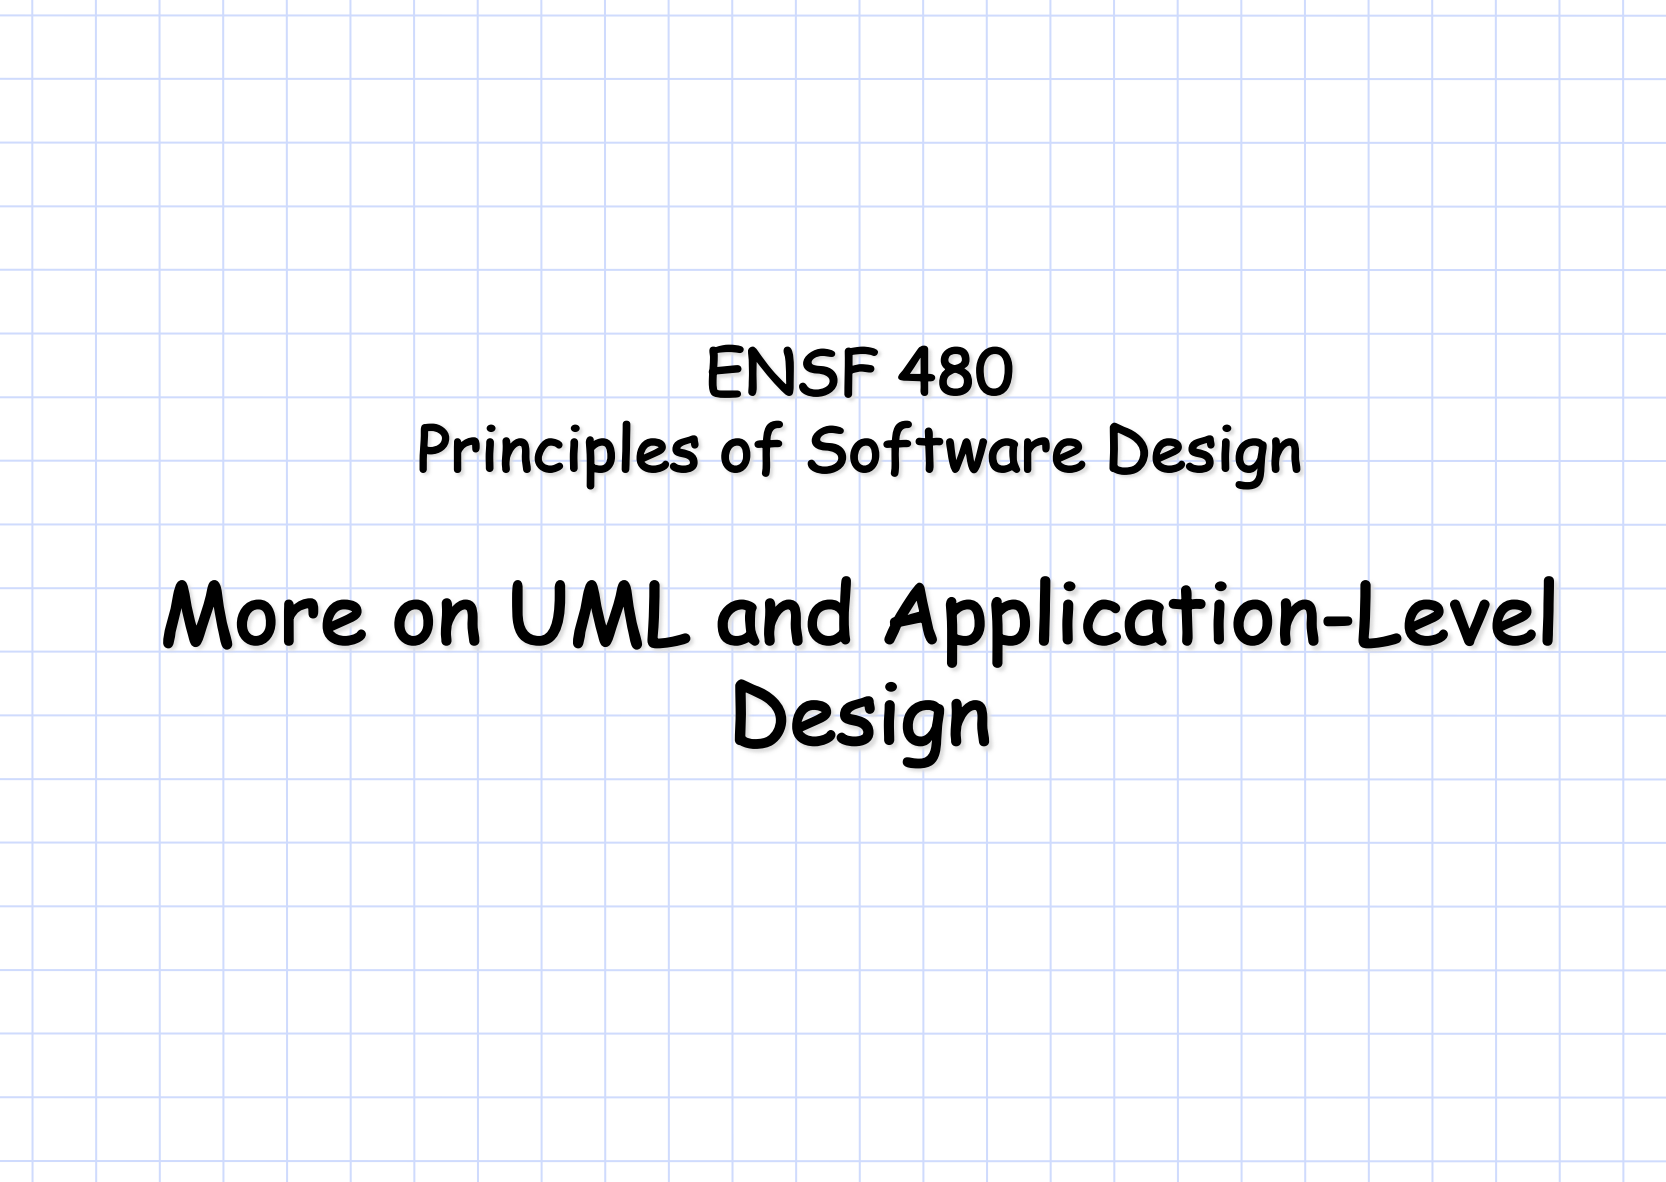 ENSF 480
Principles of Software Design
More on UML and Application-Level
Design